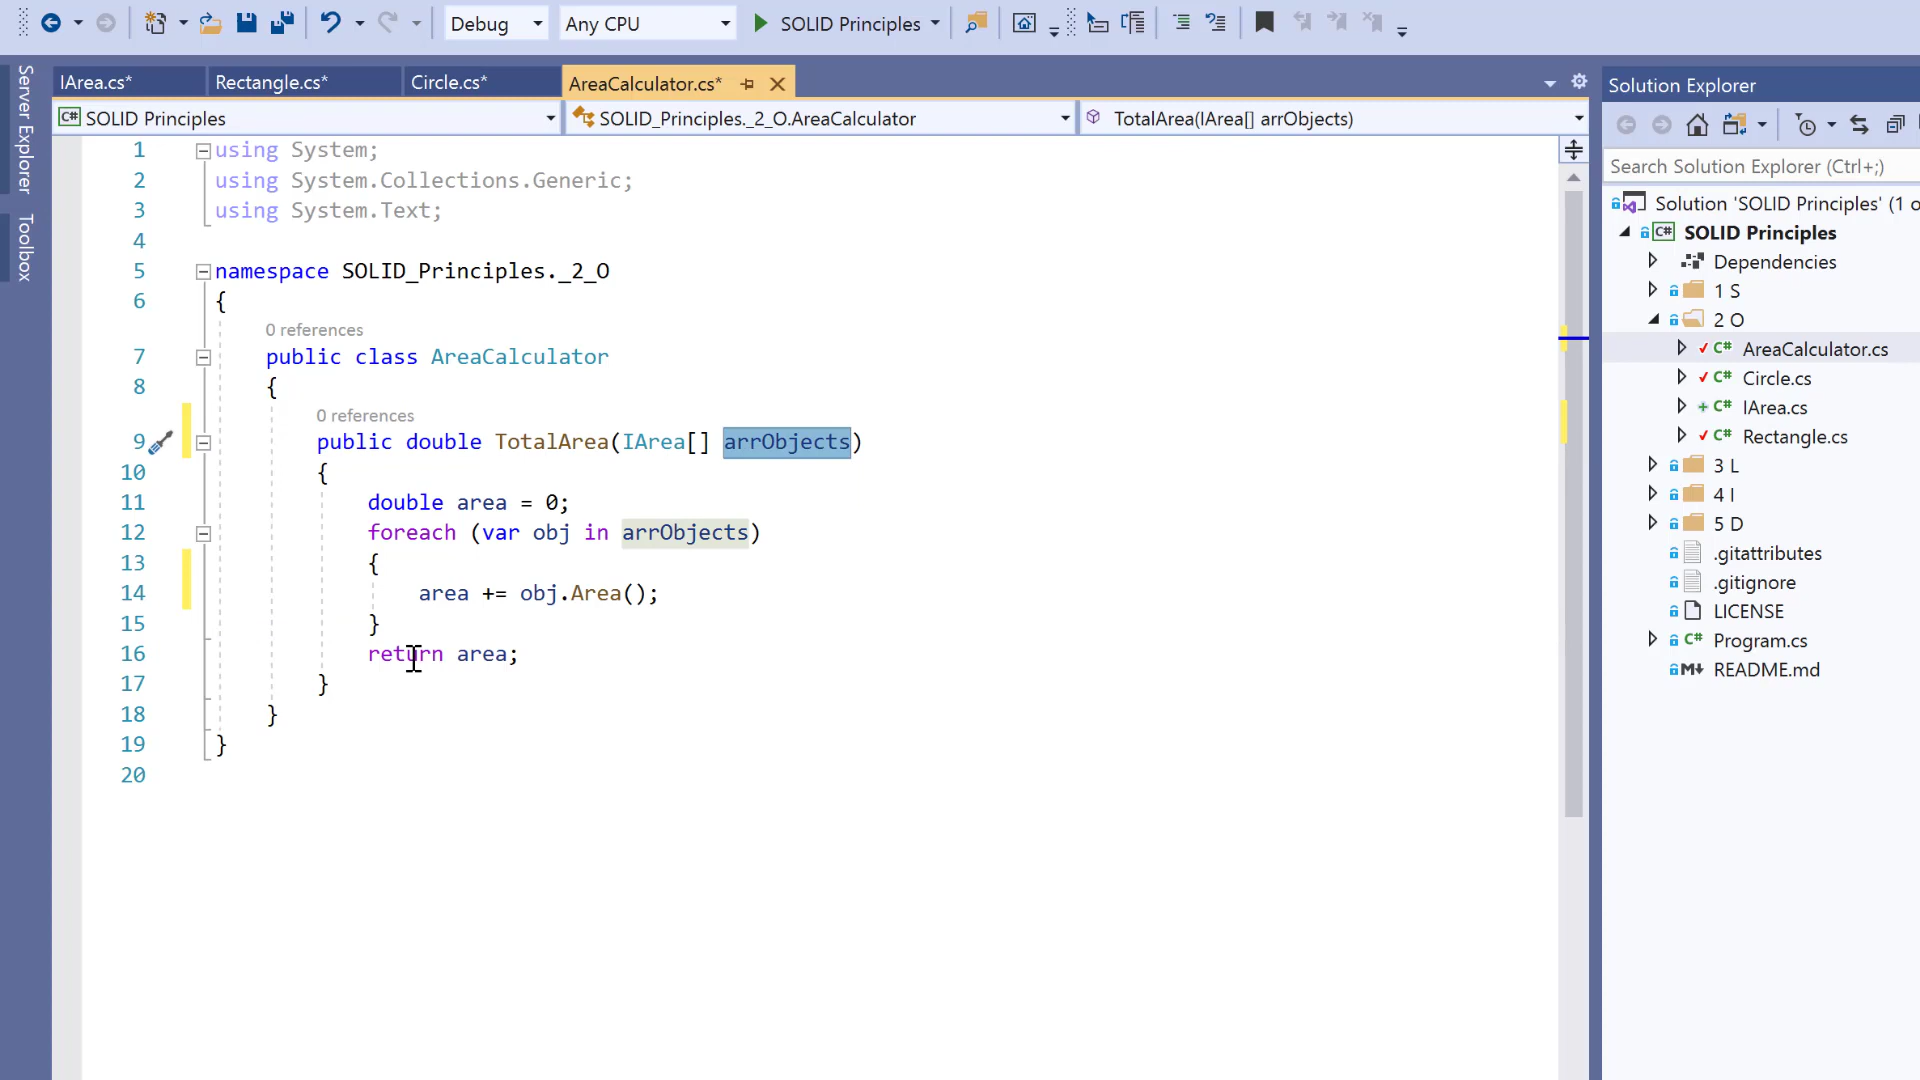 Debug
Any CPU
SOLID Principles
IArea.cs*
Rectangle.cs*
Circle.cs*
AreaCalculator.cs*
C# SOLID Principles
SOLID_Principles._2_O.AreaCalculator
TotalArea(IArea[] arrObjects)
Server Explorer
Toolbox
1 using System;
2 using System.Collections.Generic;
3 using System.Text;
4
5 namespace SOLID_Principles._2_O
6 {
0 references
7 public class AreaCalculator
8 {
0 references
9 public double TotalArea(IArea[] arrObjects)
10 {
11 double area = 0;
12 foreach (var obj in arrObjects)
13 {
14 area += obj.Area();
15 }
16 return area;
17 }
18 }
19 }
20
Solution Explorer
Search Solution Explorer (Ctrl+;)
Solution 'SOLID Principles' (1 o
C# SOLID Principles
Dependencies
1 S
2 O
C# AreaCalculator.cs
C# Circle.cs
C# IArea.cs
C# Rectangle.cs
3 L
4 I
5 D
.gitattributes
.gitignore
LICENSE
C# Program.cs
M README.md